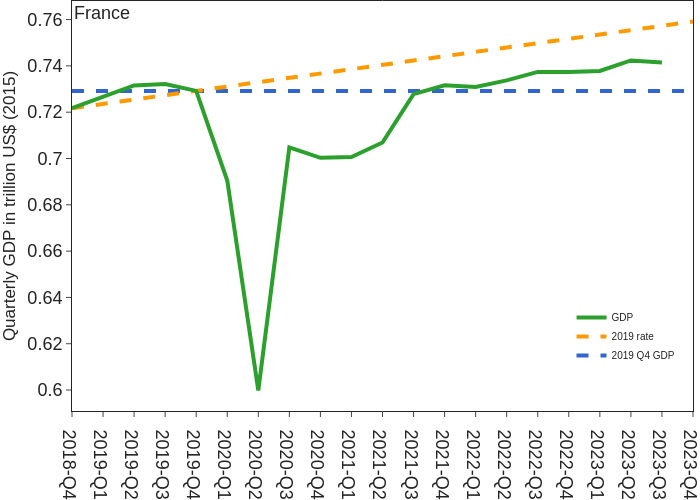 France
Quarterly GDP in trillion US$ (2015)
0.76
0.74
0.72
0.7
0.68
0.66
0.64
0.62
0.6
GDP
2019 rate
2019 Q4 GDP
2018-Q4
2019-Q1
2019-Q2
2019-Q3
2019-Q4
2020-Q1
2020-Q2
2020-Q3
2020-Q4
2021-Q1
2021-Q2
2021-Q3
2021-Q4
2022-Q1
2022-Q2
2022-Q3
2022-Q4
2023-Q1
2023-Q2
2023-Q3